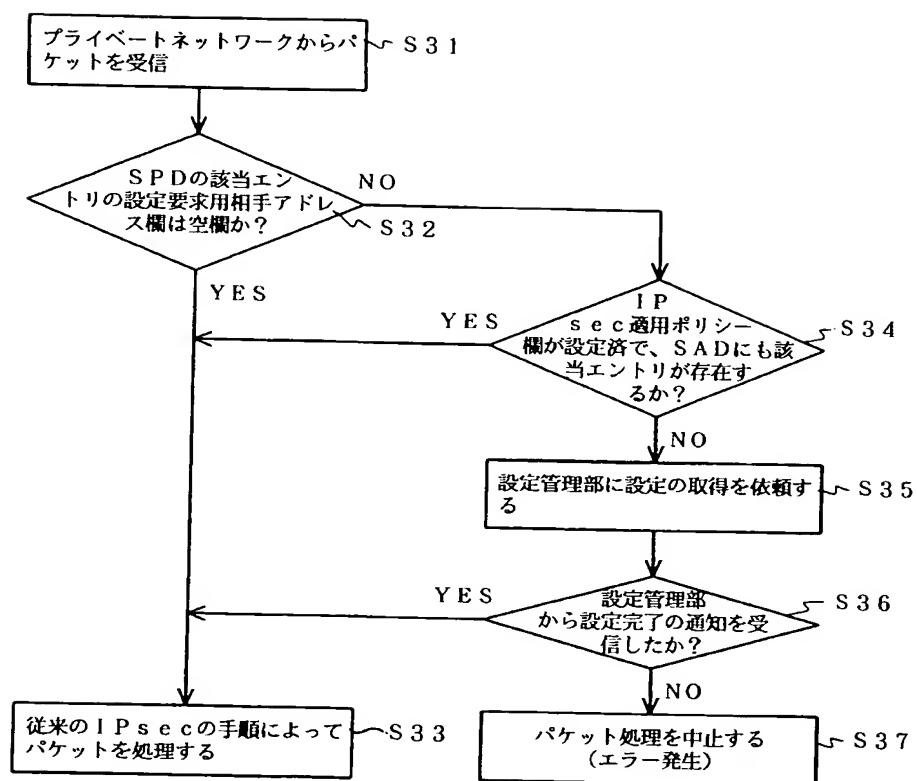 プライベートネットワークからパ
ケットを受信
S31
SPDの該当エン
トリの設定要求用相手アドレ
ス欄は空欄か?
NO
S32
YES
IP
sec適用ポリシー
欄が設定済で、SADにも該
当エントリが存在す
るか?
YES
S34
NO
設定管理部に設定の取得を依頼す
る
S35
設定管理部
から設定完了の通知を受
信したか?
YES
S36
NO
従来のIPsecの手順によって
パケットを処理する
S33
パケット処理を中止する
(エラー発生)
S37